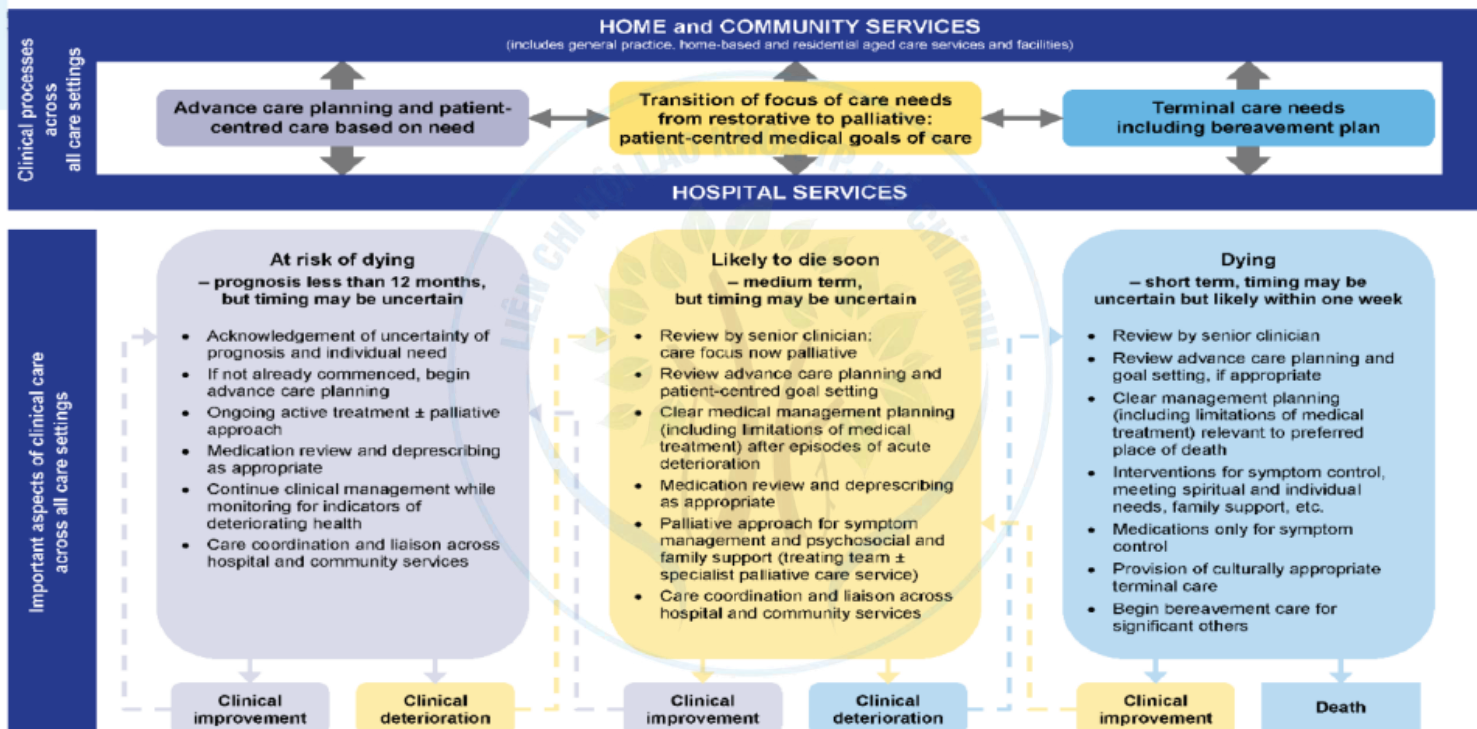 HOME and COMMUNITY SERVICES
(includes general practice, home-based and residential aged care services and facilities)
Clinical processes
across
all care settings
Advance care planning and patient-
centred care based on need
Transition of focus of care needs
from restorative to palliative:
patient-centred medical goals of care
Terminal care needs
including bereavement plan
HOSPITAL SERVICES
LIÊN CHI HỘI LÃO KHOA TP. HỒ CHÍ MINH
Important aspects of clinical care
across all care settings
At risk of dying
– prognosis less than 12 months,
but timing may be uncertain
• Acknowledgement of uncertainty of
prognosis and individual need
• If not already commenced, begin
advance care planning
• Ongoing active treatment ± palliative
approach
• Medication review and deprescribing
as appropriate
• Continue clinical management while
monitoring for indicators of
deteriorating health
• Care coordination and liaison across
hospital and community services
Likely to die soon
– medium term,
but timing may be uncertain
• Review by senior clinician:
care focus now palliative
• Review advance care planning and
patient-centred goal setting
• Clear medical management planning
(including limitations of medical
treatment) after episodes of acute
deterioration
• Medication review and deprescribing
as appropriate
• Palliative approach for symptom
management and psychosocial and
family support (treating team ±
specialist palliative care service)
• Care coordination and liaison across
hospital and community services
Dying
– short term, timing may be
uncertain but likely within one week
• Review by senior clinician
• Review advance care planning and
goal setting, if appropriate
• Clear management planning
(including limitations of medical
treatment) relevant to preferred
place of death
• Interventions for symptom control,
meeting spiritual and individual
needs, family support, etc.
• Medications only for symptom
control
• Provision of culturally appropriate
terminal care
• Begin bereavement care for
significant others
Clinical
improvement
Clinical
deterioration
Clinical
improvement
Clinical
deterioration
Clinical
improvement
Death